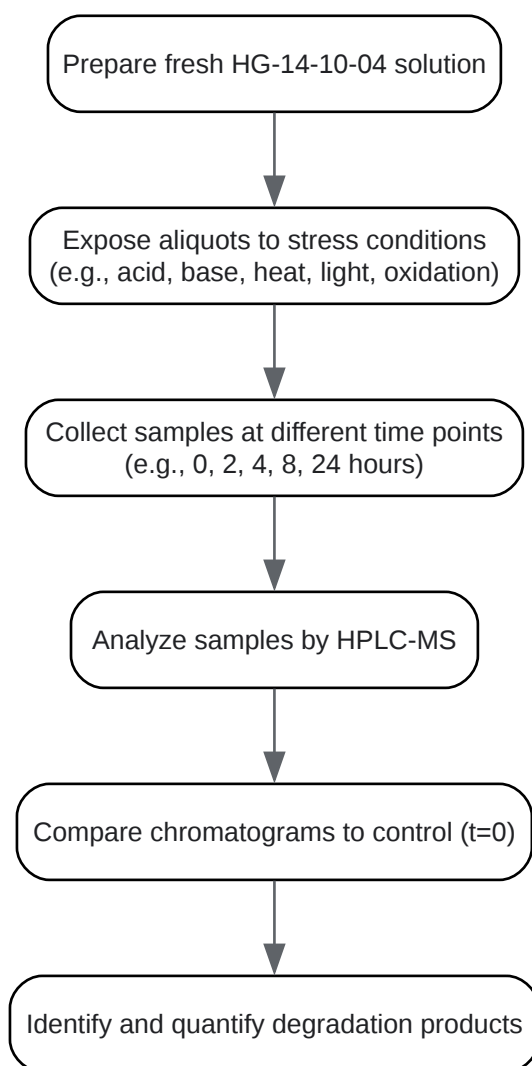 Prepare fresh HG-14-10-04 solution
Expose aliquots to stress conditions
(e.g., acid, base, heat, light, oxidation)
Collect samples at different time points
(e.g., 0, 2, 4, 8, 24 hours)
Analyze samples by HPLC-MS
Compare chromatograms to control (t=0)
Identify and quantify degradation products